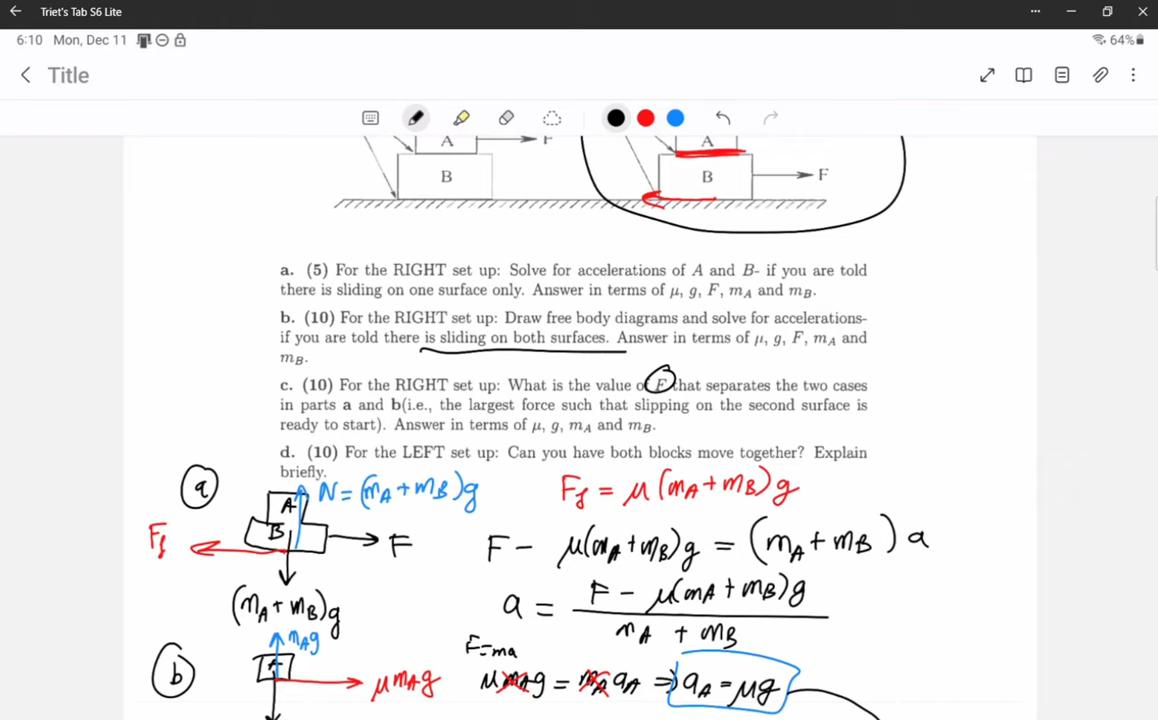 Triet's Tab S6 Lite
6:10 Mon, Dec 11
64%
Title
A
F
B
A
B
F
a. (5) For the RIGHT set up: Solve for accelerations of A and B- if you are told
there is sliding on one surface only. Answer in terms of μ, g, F, mA and mB.
b. (10) For the RIGHT set up: Draw free body diagrams and solve for accelerations-
if you are told there is sliding on both surfaces. Answer in terms of μ, g, F, mA and
mB.
c. (10) For the RIGHT set up: What is the value of F that separates the two cases
in parts a and b(i.e., the largest force such that slipping on the second surface is
ready to start). Answer in terms of μ, g, mA and mB.
d. (10) For the LEFT set up: Can you have both blocks move together? Explain
briefly.
a
A
N = (mA + mB)g
Ff = μ(mA + mB)g
Ff
B
F
F - μ(mA + mB)g = (mA + mB) a
(mA + mB)g
a = F - μ(mA + mB)g
mA + mB
b
mAg
A
μmAg
F=ma
μmAg = mA aA ⇒ aA = μg